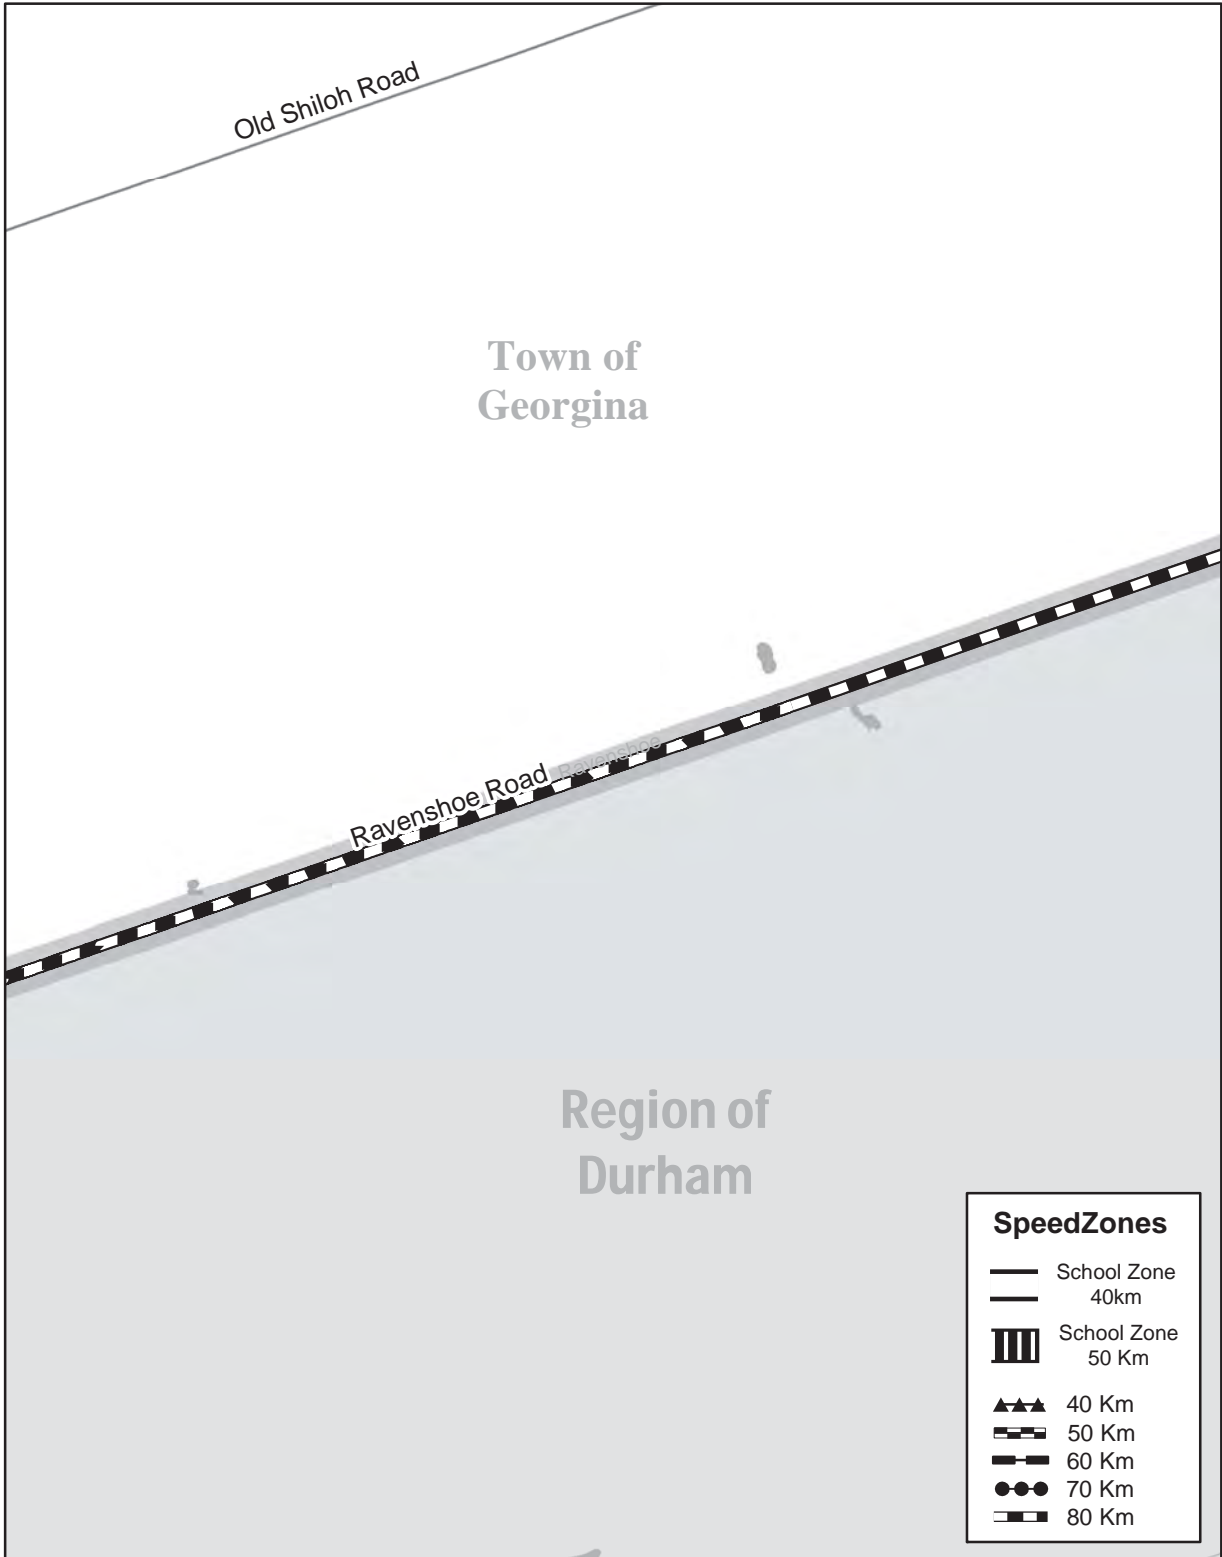 Old Shiloh Road
Town of
Georgina
Ravenshoe
Ravenshoe Road
Region of
Durham
SpeedZones
School Zone
40km
School Zone
50 Km
40 Km
50 Km
60 Km
70 Km
80 Km